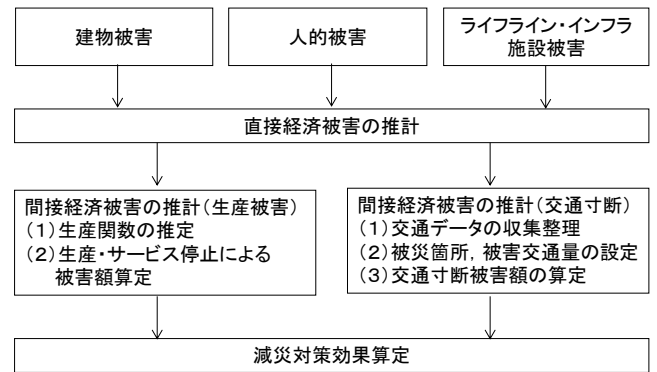 建物被害
人的被害
ライフライン・インフラ
施設被害
直接経済被害の推計
間接経済被害の推計(生産被害)
(1)生産関数の推定
(2)生産・サービス停止による
被害額算定
間接経済被害の推計(交通寸断)
(1)交通データの収集整理
(2)被災箇所,被害交通量の設定
(3)交通寸断被害額の算定
減災対策効果算定